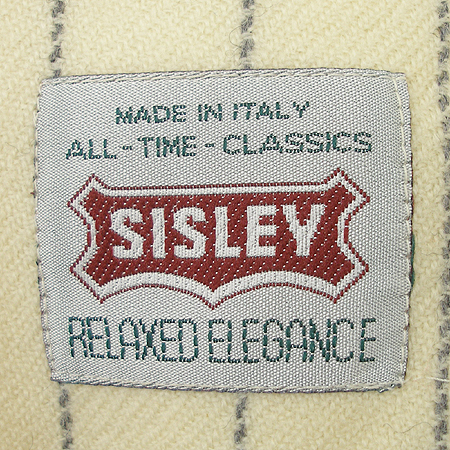 MADE IN ITALY
ALL-TIME-CLASSICS
SISLEY
RELAXED ELEGANCE